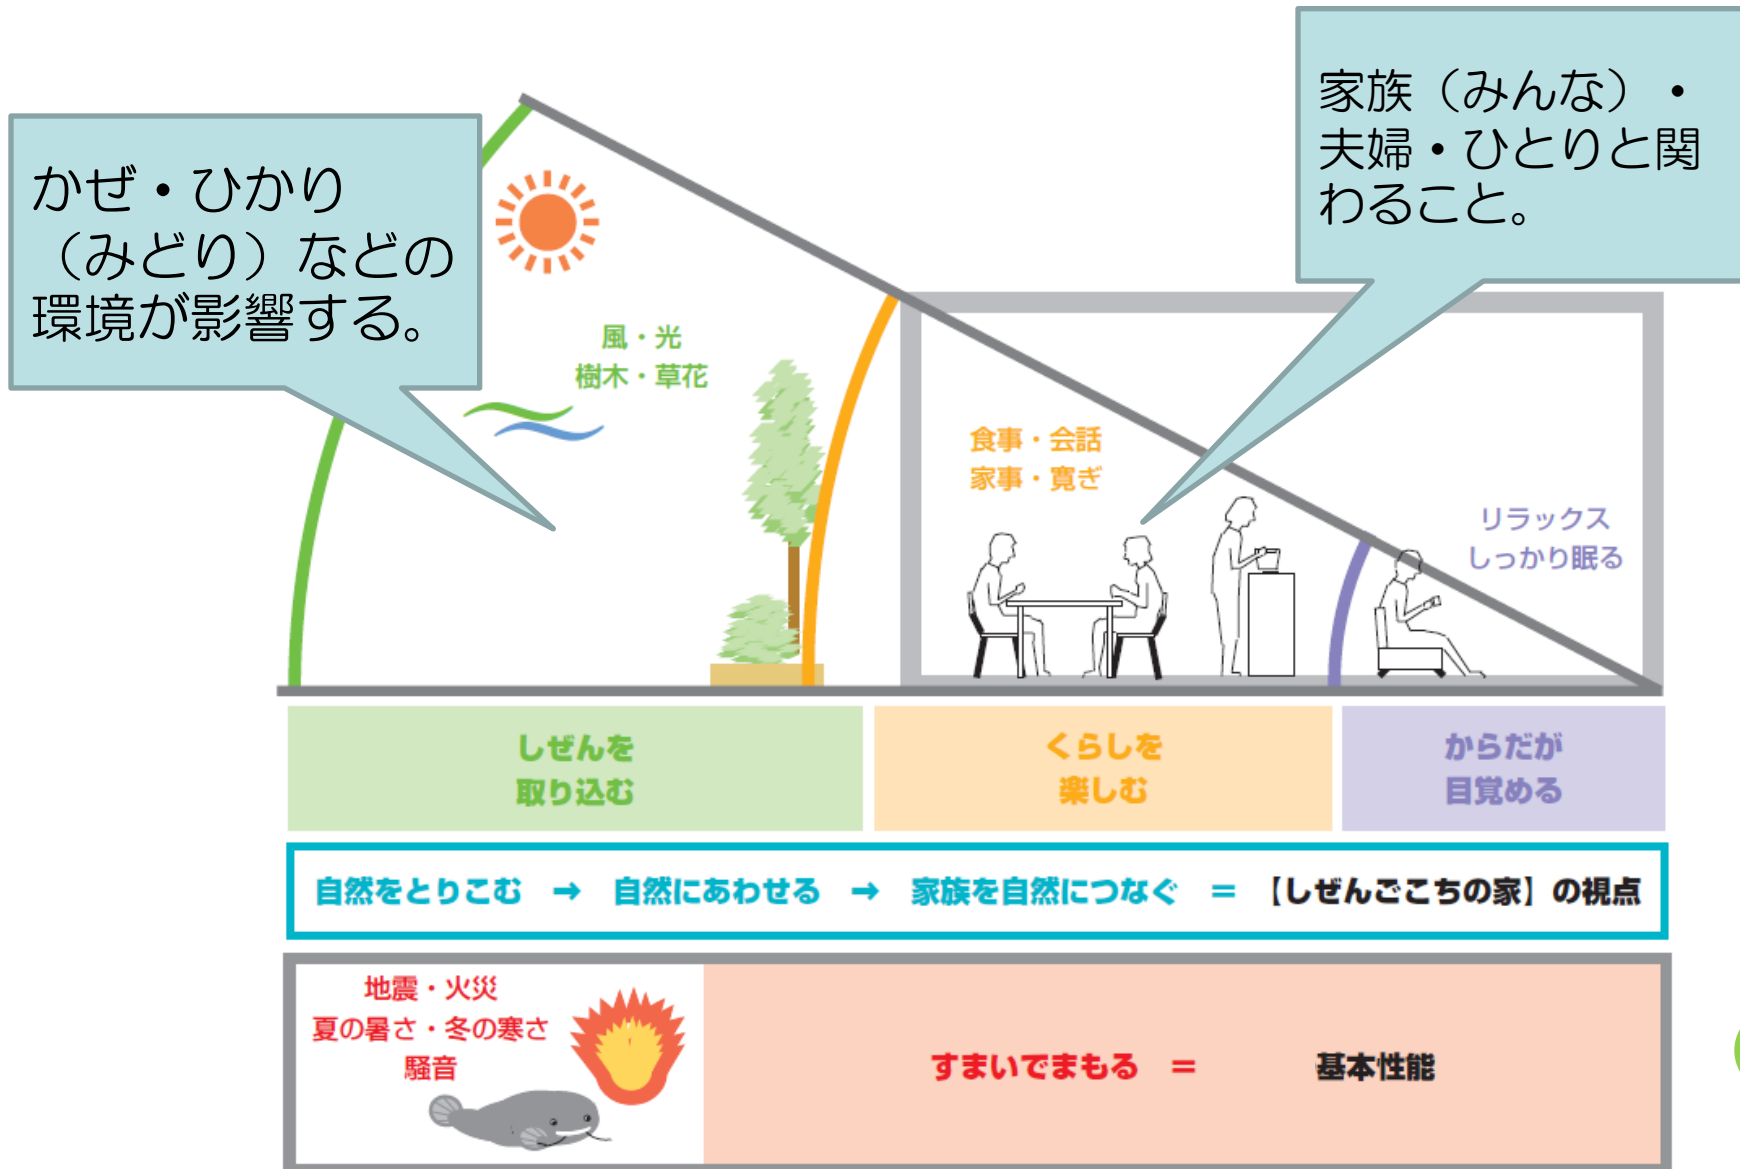 かぜ・ひかり
（みどり）などの
環境が影響する。
家族（みんな）・
夫婦・ひとりと関
わること。
風・光
樹木・草花
食事・会話
家事・寛ぎ
リラックス
しっかり眠る
しぜんを
取り込む
くらしを
楽しむ
からだが
目覚める
自然をとりこむ → 自然にあわせる → 家族を自然につなぐ ＝ 【しぜんごこちの家】の視点
地震・火災
夏の暑さ・冬の寒さ
騒音
すまいでまもる ＝ 基本性能